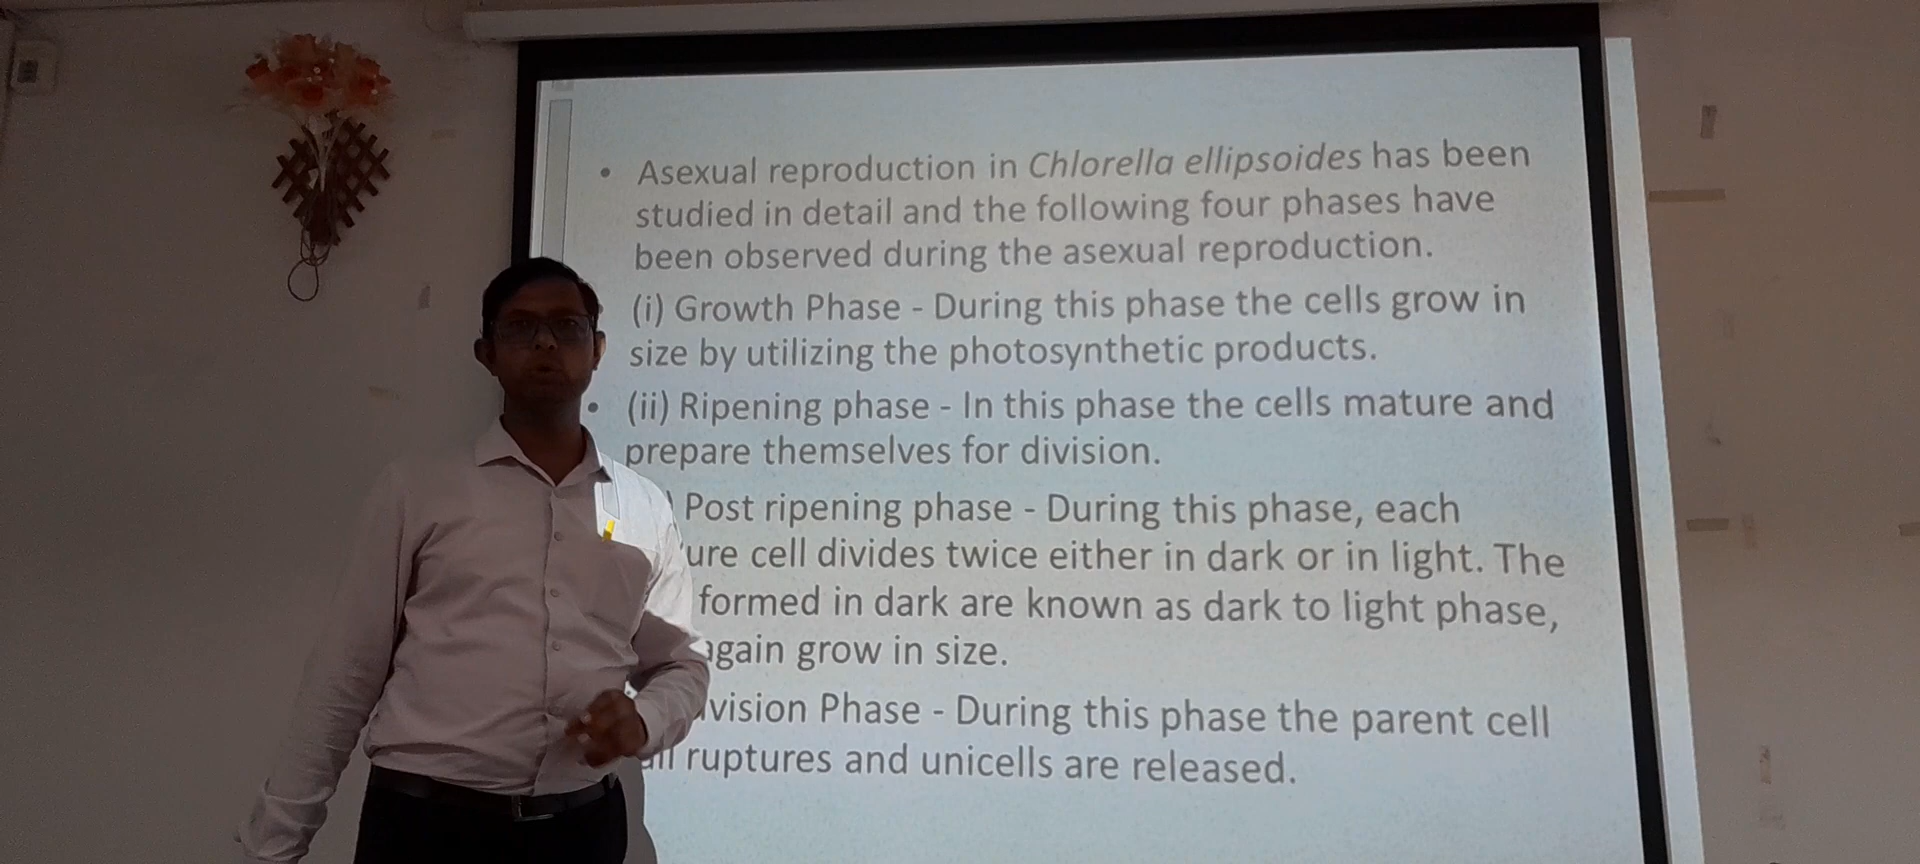 • Asexual reproduction in Chlorella ellipsoides has been
studied in detail and the following four phases have
been observed during the asexual reproduction.
(i) Growth Phase - During this phase the cells grow in
size by utilizing the photosynthetic products.
• (ii) Ripening phase - In this phase the cells mature and
prepare themselves for division.
Post ripening phase - During this phase, each
cell divides twice either in dark or in light. The
formed in dark are known as dark to light phase,
again grow in size.
Phase - During this phase the parent cell
ruptures and unicells are released.